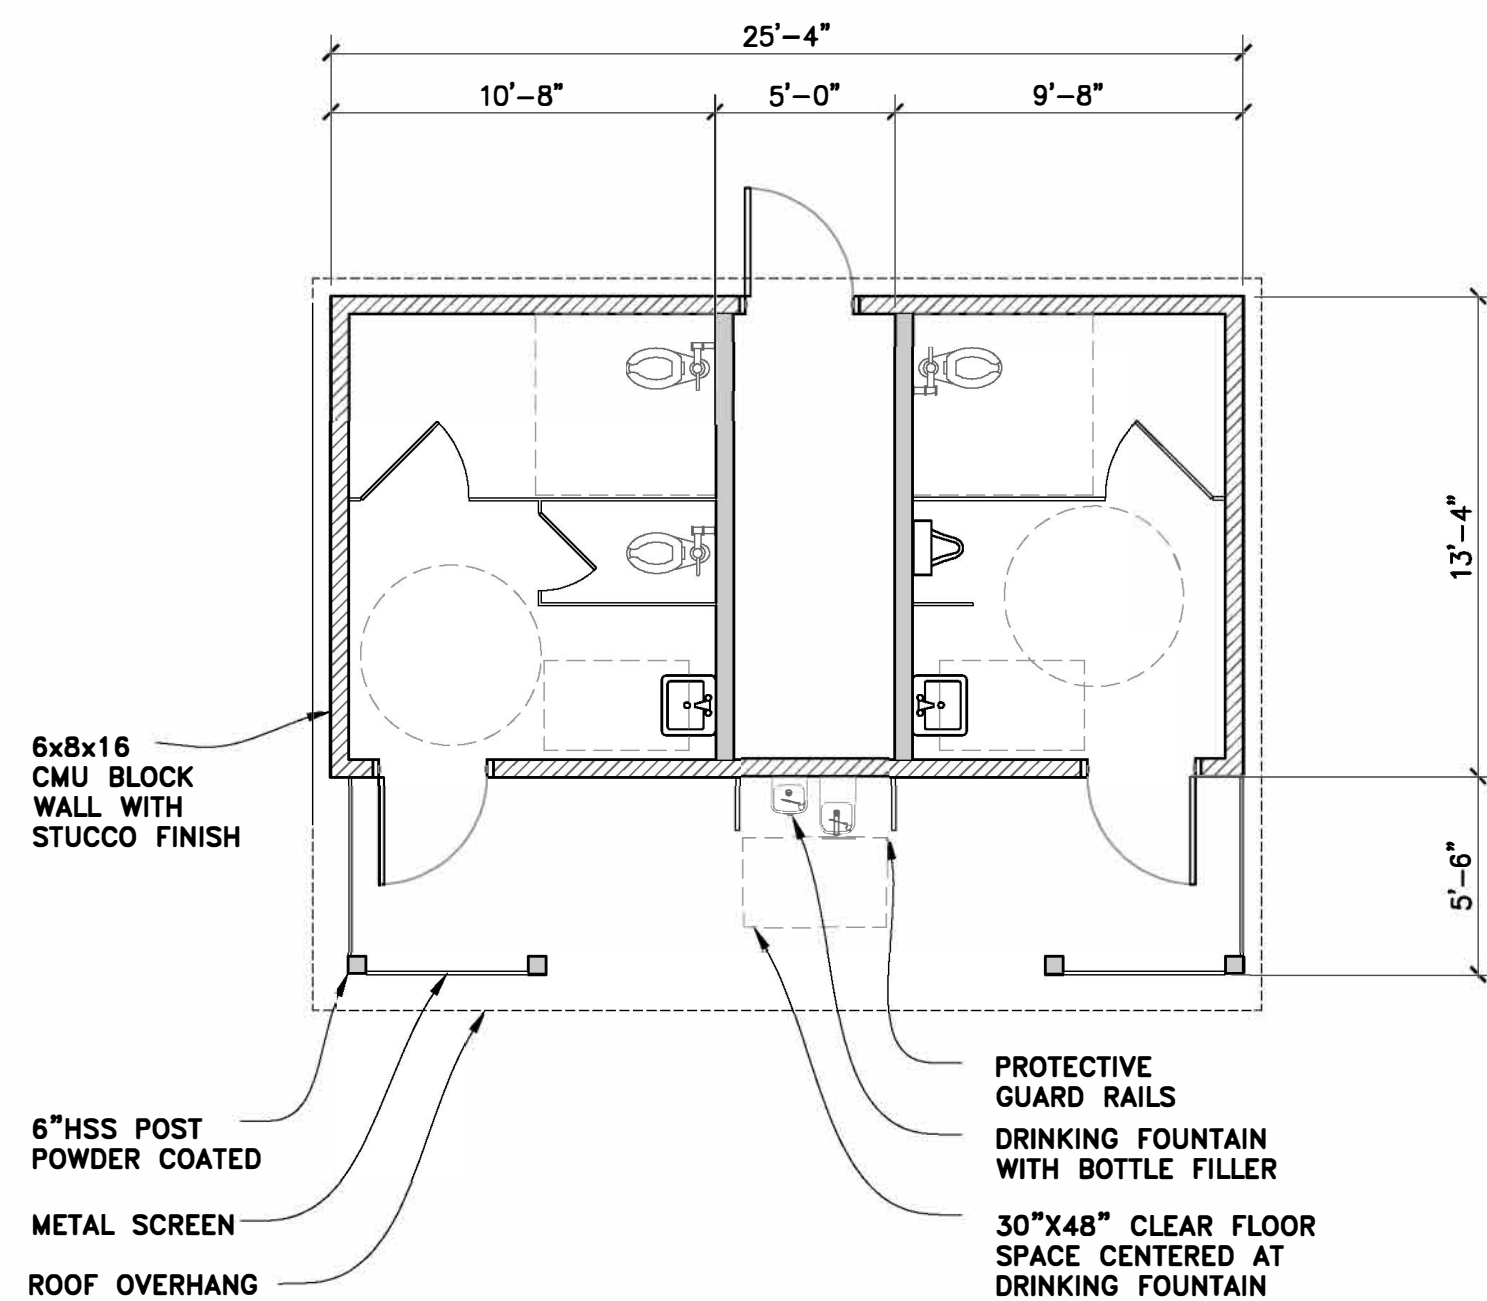 25’–4”
10’–8”
5’–0”
9’–8”
13’–4”
5’–6”
6x8x16
CMU BLOCK
WALL WITH
STUCCO FINISH
6”HSS POST
POWDER COATED
METAL SCREEN
ROOF OVERHANG
PROTECTIVE
GUARD RAILS
DRINKING FOUNTAIN
WITH BOTTLE FILLER
30”X48” CLEAR FLOOR
SPACE CENTERED AT
DRINKING FOUNTAIN